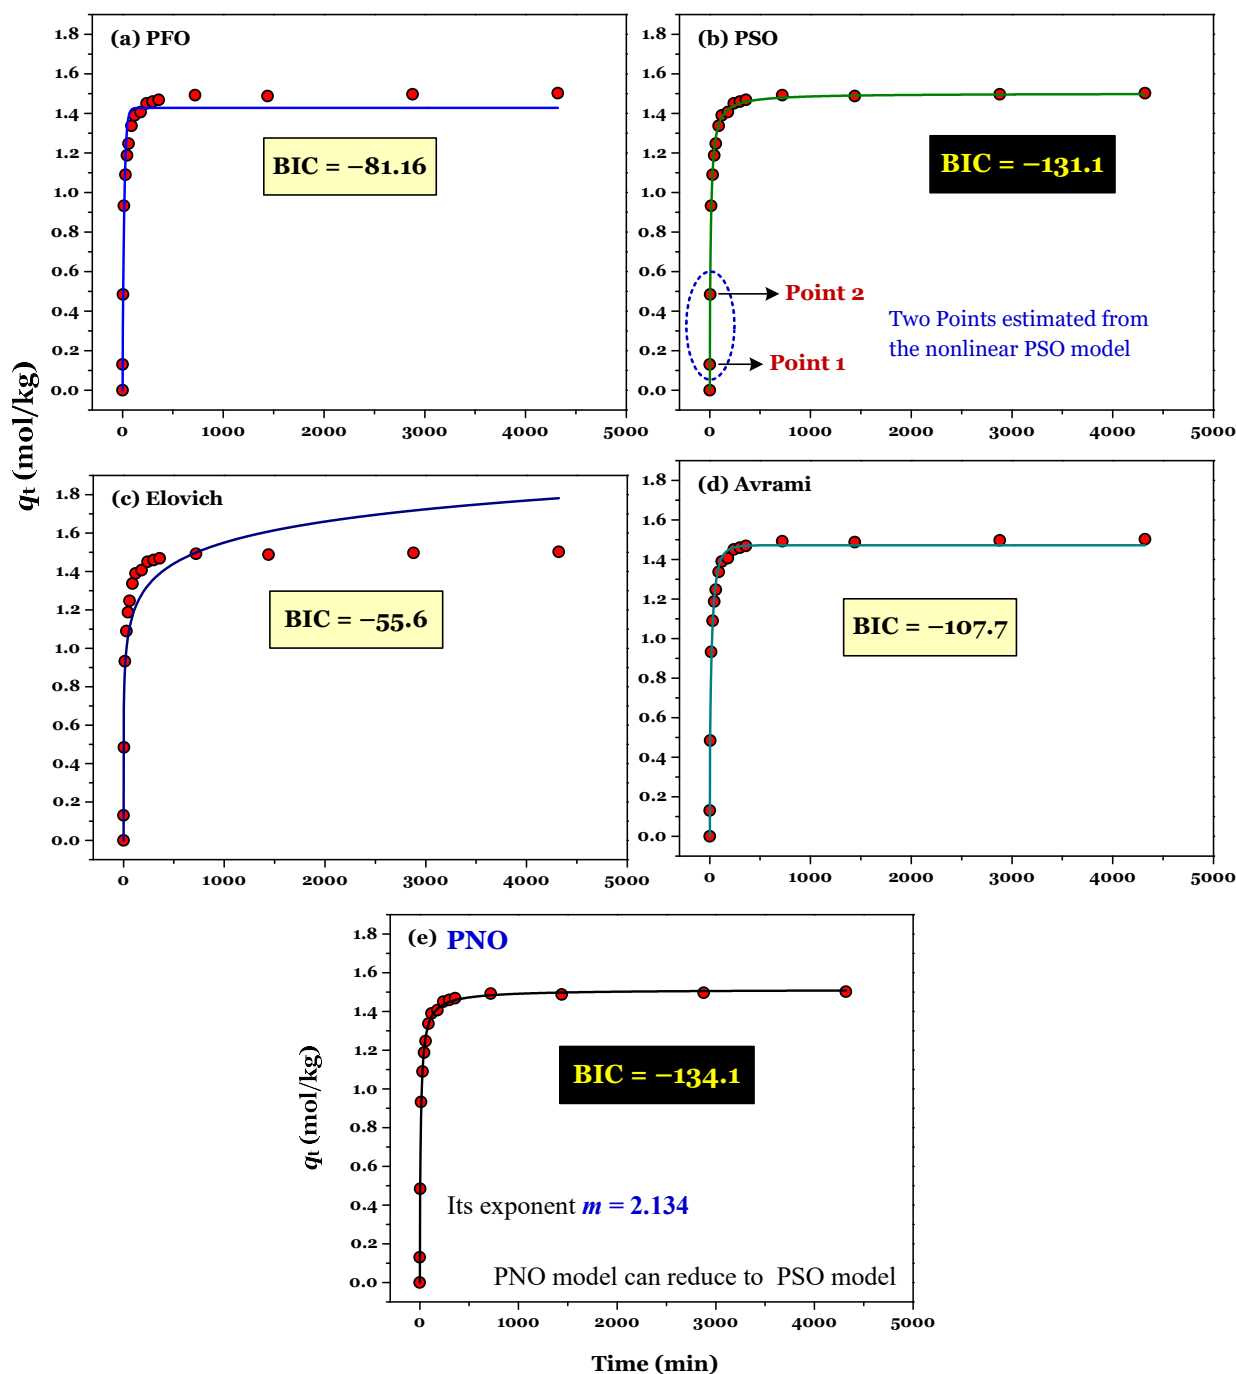 (a) PFO
1.8
1.6
1.4
1.2
1.0
0.8
0.6
0.4
0.2
0.0
BIC = −81.16
0 1000 2000 3000 4000 5000
(b) PSO
1.8
1.6
1.4
1.2
1.0
0.8
0.6
0.4
0.2
0.0
BIC = −131.1
Point 2
Point 1
Two Points estimated from
the nonlinear PSO model
0 1000 2000 3000 4000 5000
qt (mol/kg)
(c) Elovich
1.8
1.6
1.4
1.2
1.0
0.8
0.6
0.4
0.2
0.0
BIC = −55.6
0 1000 2000 3000 4000 5000
(d) Avrami
1.8
1.6
1.4
1.2
1.0
0.8
0.6
0.4
0.2
0.0
BIC = −107.7
0 1000 2000 3000 4000 5000
(e) PNO
1.8
1.6
1.4
1.2
1.0
0.8
0.6
0.4
0.2
0.0
qt (mol/kg)
BIC = −134.1
Its exponent m = 2.134
PNO model can reduce to PSO model
0 1000 2000 3000 4000 5000
Time (min)